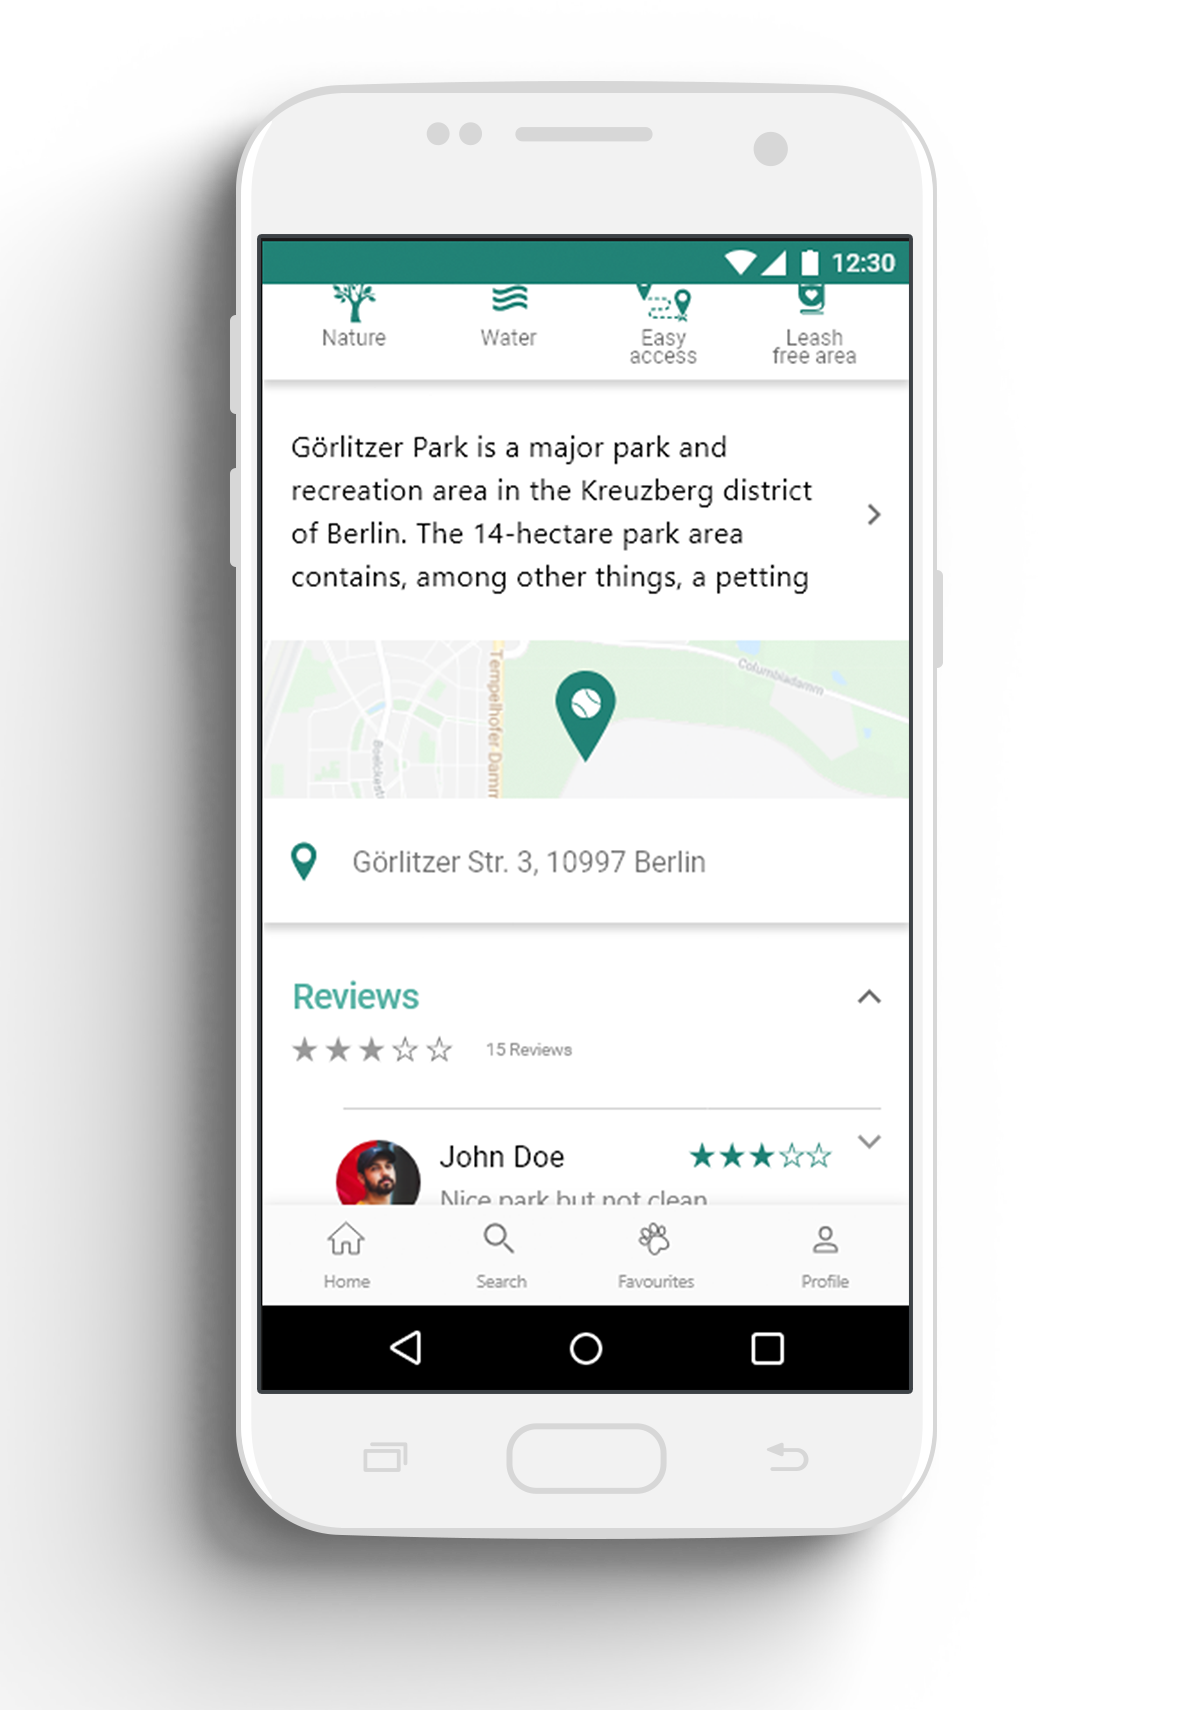 12:30
Nature
Water
Easy
access
Leash
free area
Görlitzer Park is a major park and
recreation area in the Kreuzberg district
of Berlin. The 14-hectare park area
contains, among other things, a petting
Tempelhofer Damm
Columbiadamm
Görlitzer Str. 3, 10997 Berlin
Reviews
15 Reviews
John Doe
Nice park but not clean
Home
Search
Favourites
Profile